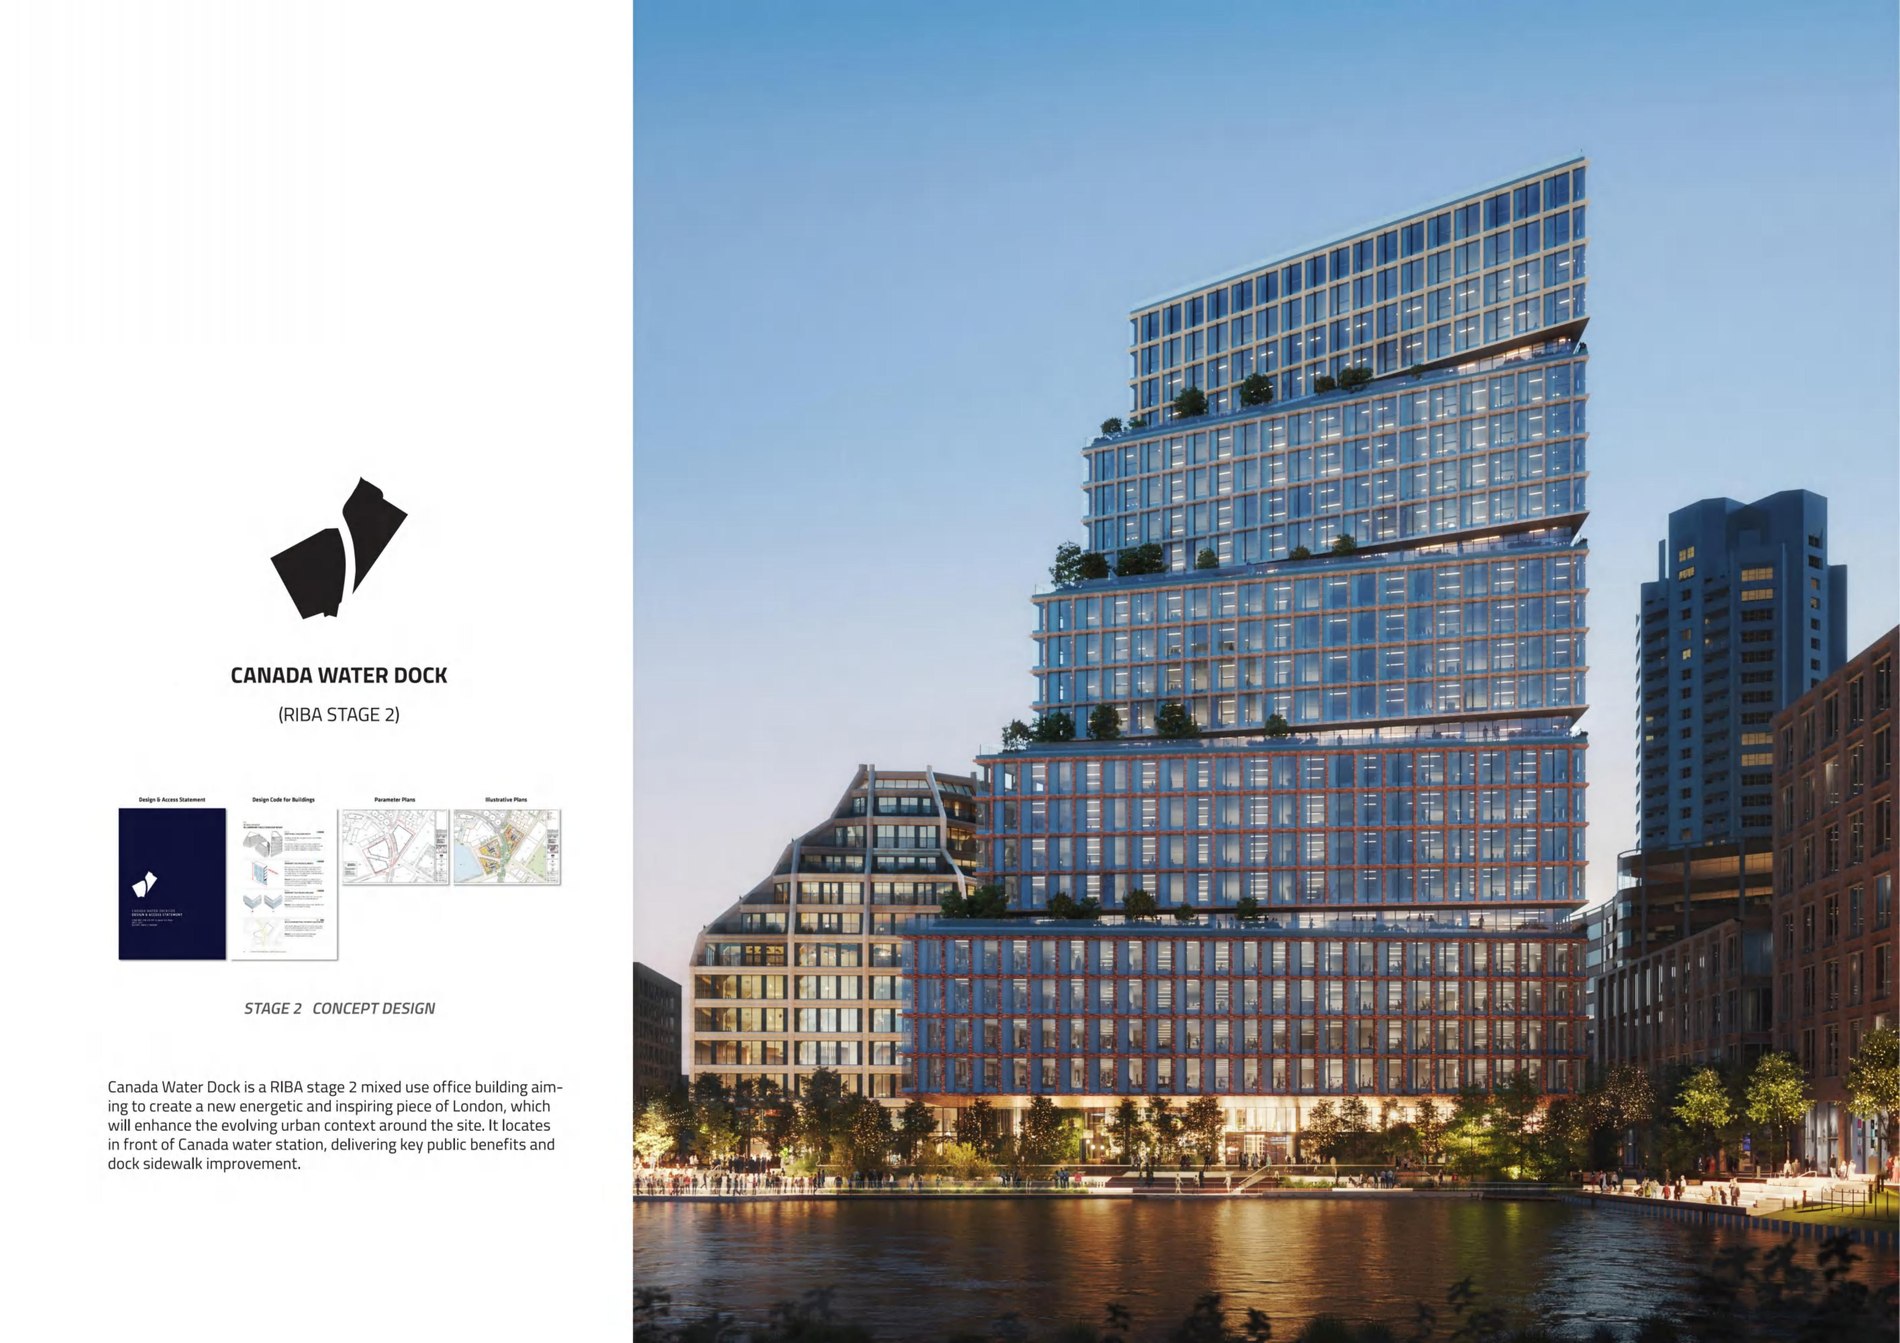 CANADA WATER DOCK
(RIBA STAGE 2)
Design & Access Statement
Design Code for Buildings
Parameter Plans
Illustrative Plans
DESIGN & ACCESS STATEMENT
STAGE 2 CONCEPT DESIGN
Canada Water Dock is a RIBA stage 2 mixed use office building aim-
ing to create a new energetic and inspiring piece of London, which
will enhance the evolving urban context around the site. It locates
in front of Canada water station, delivering key public benefits and
dock sidewalk improvement.